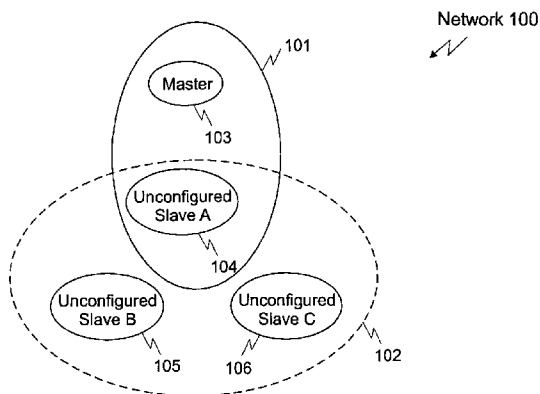 Network 100
101
Master
103
Unconfigured
Slave A
104
Unconfigured
Slave B
Unconfigured
Slave C
105
106
102